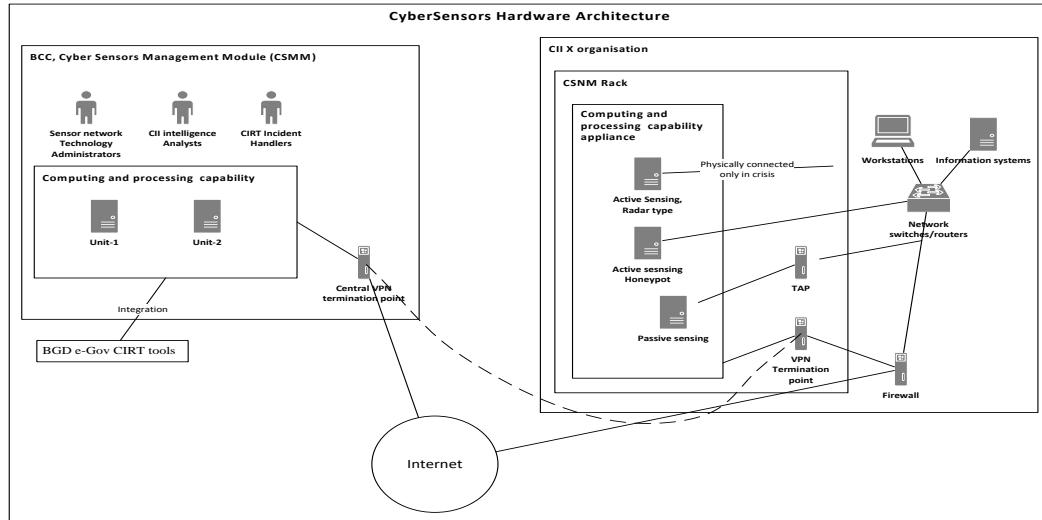 CyberSensors Hardware Architecture
BCC, Cyber Sensors Management Module (CSMM)
Sensor network
Technology
Administrators
CII intelligence
Analysts
CIRT Incident
Handlers
Computing and processing capability
Unit-1
Unit-2
Central VPN
termination point
Integration
BGD e-Gov CIRT tools
Internet
CII X organisation
CSNM Rack
Computing and
processing capability
appliance
Active Sensing,
Radar type
Physically connected
only in crisis
Active sesnsing
Honeypot
Passive sensing
TAP
VPN
Termination
point
Workstations
Information systems
Network
switches/routers
Firewall